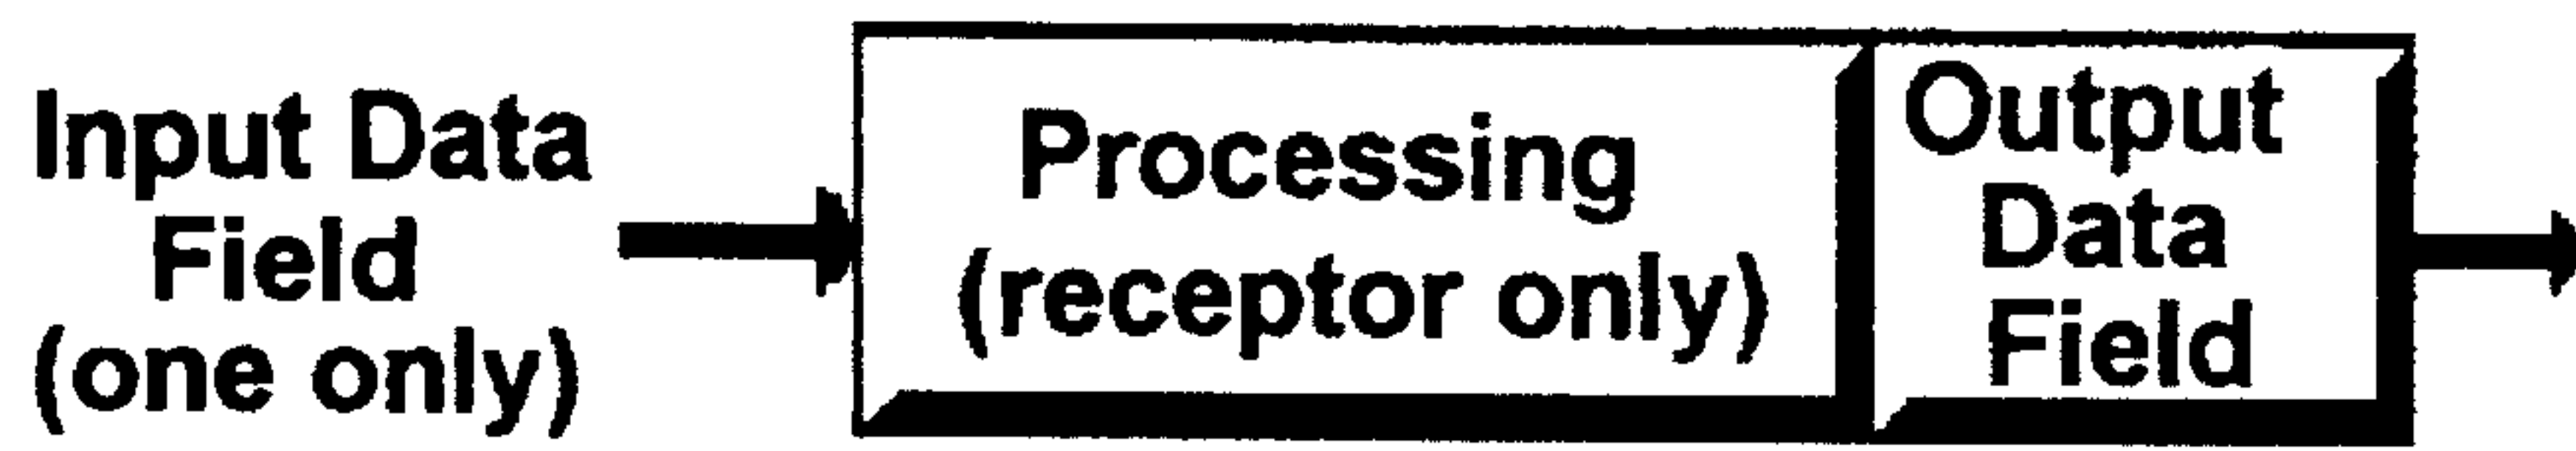 Input Data
Field
(one only)
Processing
(receptor only)
Output
Data
Field